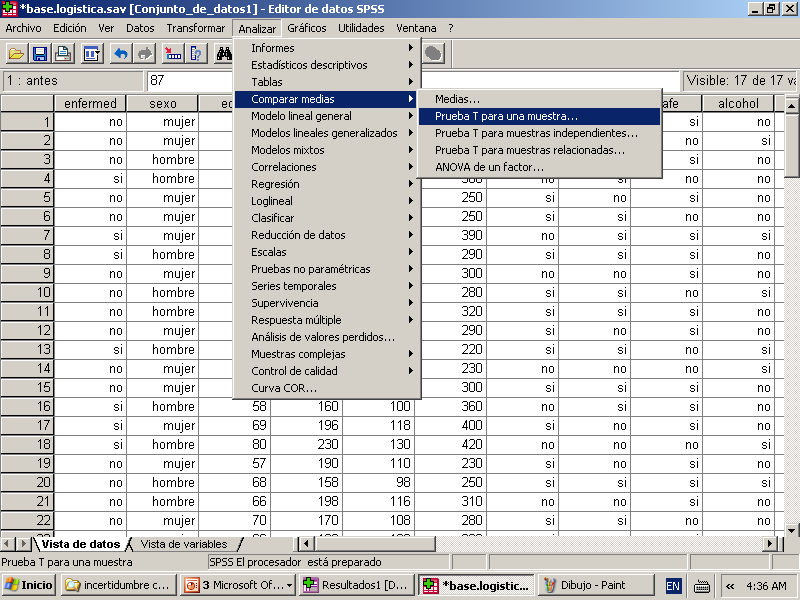 *base.logistica.sav [Conjunto_de_datos1] - Editor de datos SPSS
Archivo Edición Ver Datos Transformar Analizar Gráficos Utilidades Ventana ?
1 : antes 87 Visible: 17 de 17
enfermed sexo alcohol
Informes
Estadísticos descriptivos
Tablas
Comparar medias
Modelo lineal general
Modelos lineales generalizados
Modelos mixtos
Correlaciones
Regresión
Loglineal
Clasificar
Reducción de datos
Escalas
Pruebas no paramétricas
Series temporales
Supervivencia
Respuesta múltiple
Análisis de valores perdidos...
Muestras complejas
Control de calidad
Curva COR...
Medias...
Prueba T para una muestra...
Prueba T para muestras independientes...
Prueba T para muestras relacionadas...
ANOVA de un factor...
1 no mujer si no
2 no mujer no si
3 no hombre si no
4 si hombre no
5 no mujer 250 si no si no
6 no mujer 250 si si no no
7 si mujer 390 no si si no
8 si hombre 290 si si no no
9 no mujer 300 no no si no
10 no hombre 280 si si no si
11 no hombre 320 si si si no
12 no mujer 290 si no si no
13 si hombre 220 si si no si
14 no mujer 230 no no si no
15 no mujer 300 no si si no
16 si hombre 58 160 100 360 no si si no
17 si mujer 69 196 118 400 si si si no
18 si hombre 80 230 130 420 si no no si
19 no mujer 57 190 110 230 si no si no
20 no hombre 68 158 98 250 si si si si
21 no hombre 66 198 116 310 no no si no
22 no mujer 70 170 108 280 si si no si
Vista de datos Vista de variables
Prueba T para una muestra SPSS El procesador está preparado
Inicio incertidumbre c... 3 Microsoft Of... Resultados1 [D... *base.logistic... Dibujo - Paint EN « 4:36 AM